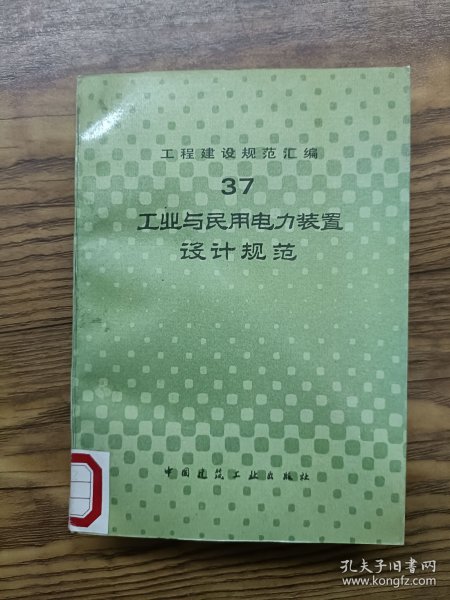 工程建设规范汇编
37
工业与民用电力装置
设计规范
中国建筑工业出版社
孔夫子旧书网
www.kongfz.com